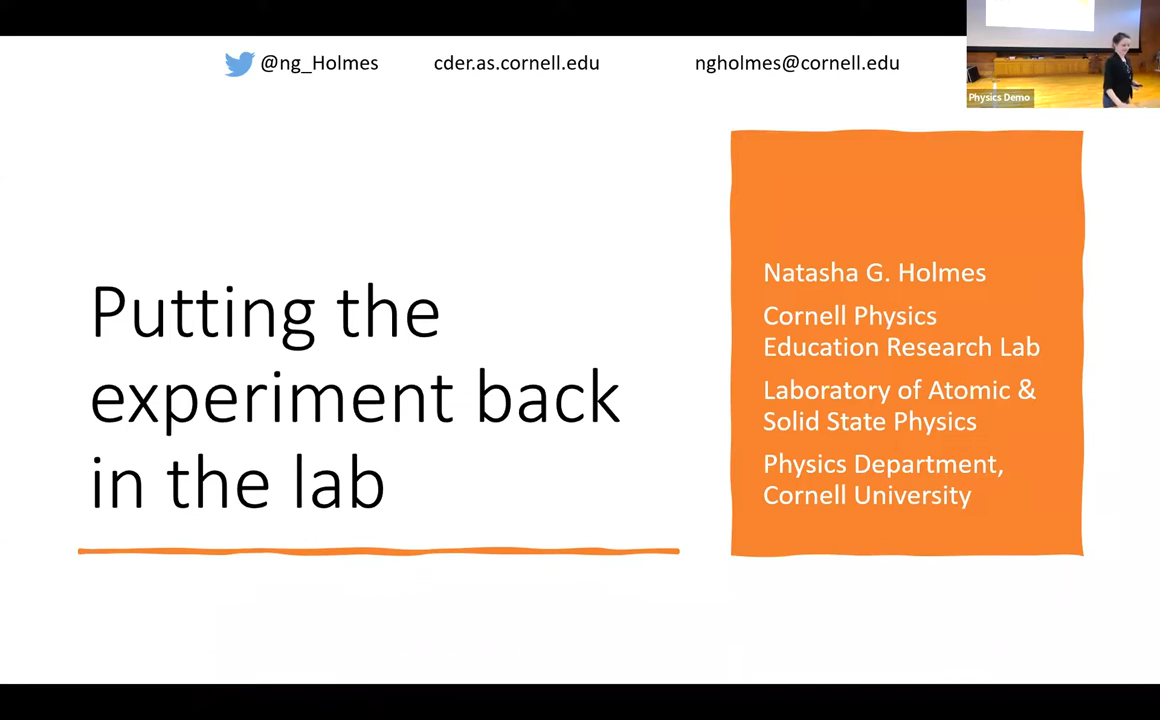 @ng_Holmes
cder.as.cornell.edu
ngholmes@cornell.edu
Physics Demo
Putting the
experiment back
in the lab
Natasha G. Holmes
Cornell Physics
Education Research Lab
Laboratory of Atomic &
Solid State Physics
Physics Department,
Cornell University